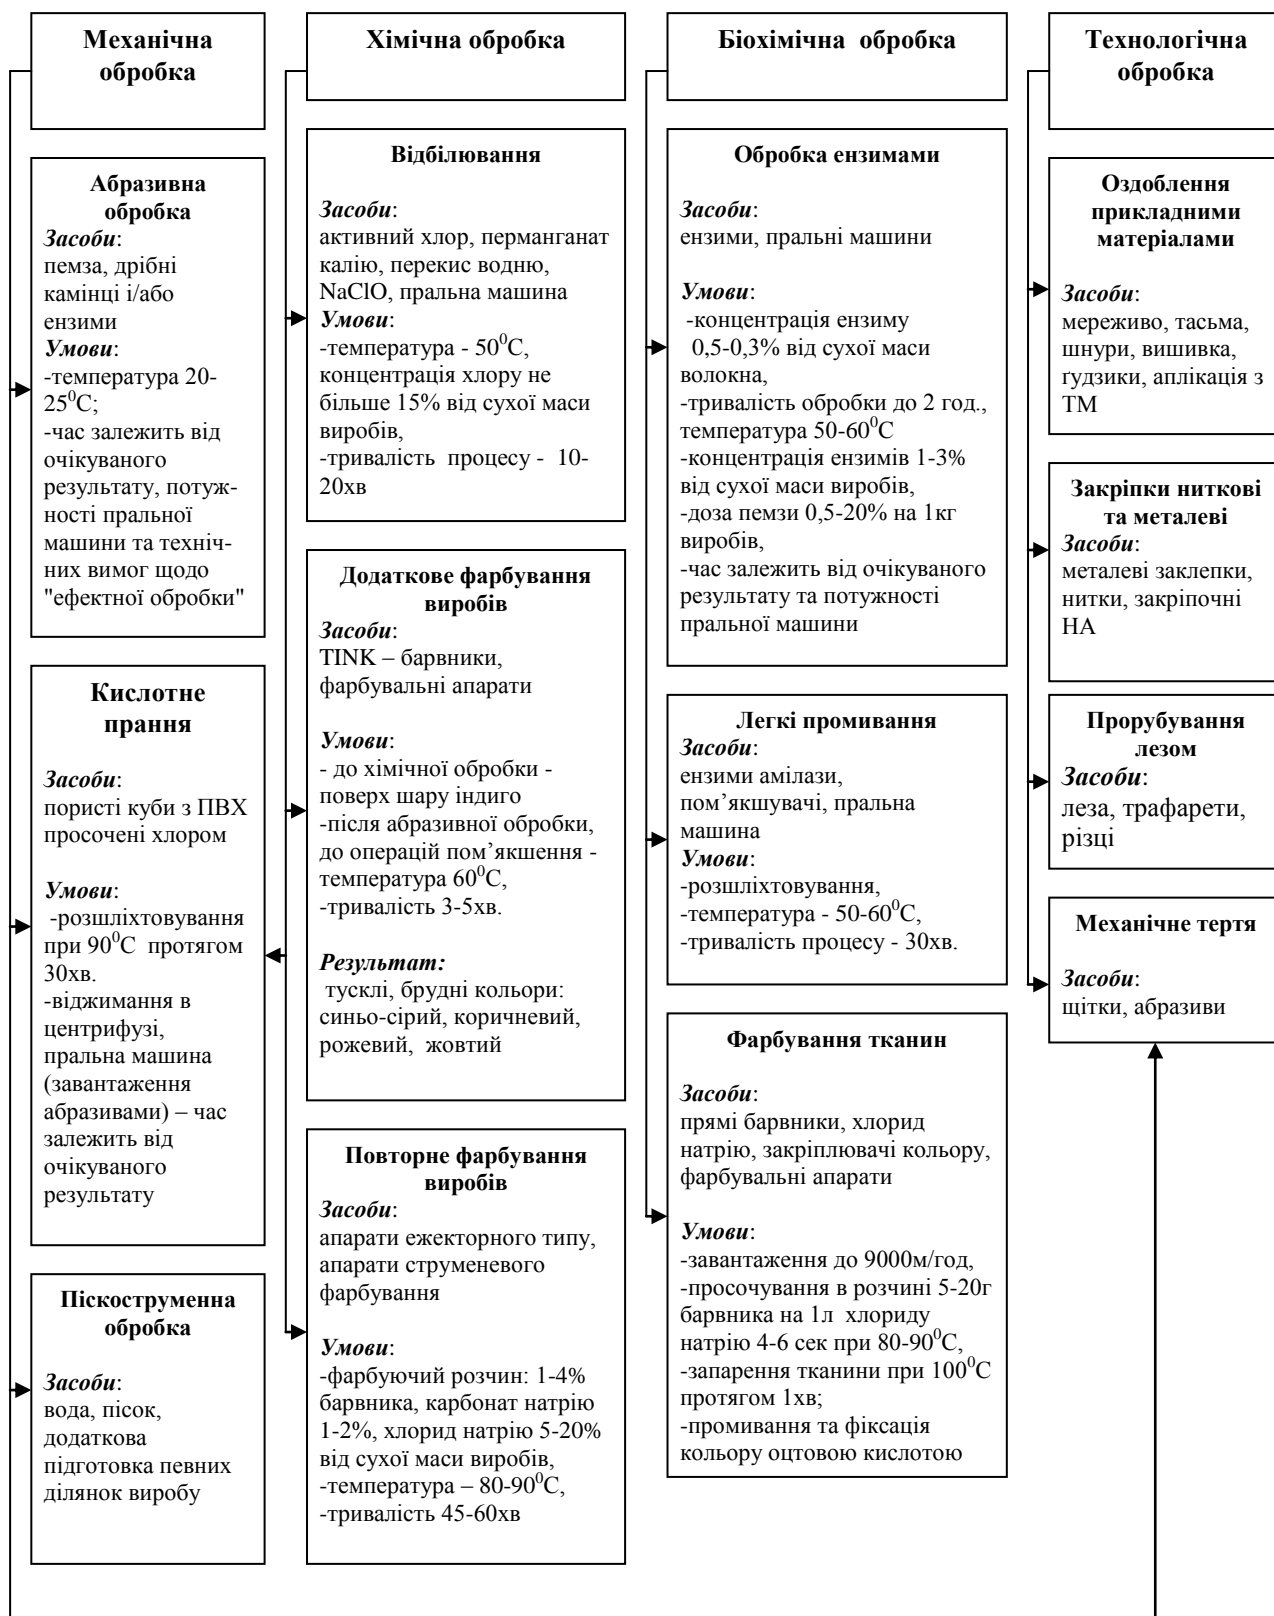 Механічна
обробка
Абразивна
обробка
Засоби:
пемза, дрібні
камінці і/або
ензими
Умови:
-температура 20-
25⁰С;
-час залежить від
очікуваного
результату, потуж-
ності пральної
машини та техніч-
них вимог щодо
"ефектної обробки"
Кислотне
прання
Засоби:
пористі куби з ПВХ
просочені хлором
Умови:
-розшліхтовування
при 90⁰С протягом
30хв.
-віджимання в
центрифузі,
пральна машина
(завантаження
абразивами) – час
залежить від
очікуваного
результату
Піскоструменна
обробка
Засоби:
вода, пісок,
додаткова
підготовка певних
ділянок виробу
Хімічна обробка
Відбілювання
Засоби:
активний хлор, перманганат
калію, перекис водню,
NaClO, пральна машина
Умови:
-температура - 50⁰С,
концентрація хлору не
більше 15% від сухої маси
виробів,
-тривалість процесу - 10-
20хв
Додаткове фарбування
виробів
Засоби:
TINK – барвники,
фарбувальні апарати
Умови:
- до хімічної обробки -
поверх шару індиго
-після абразивної обробки,
до операцій пом’якшення -
температура 60⁰С,
-тривалість 3-5хв.
Результат:
тусклі, брудні кольори:
синьо-сірий, коричневий,
рожевий, жовтий
Повторне фарбування
виробів
Засоби:
апарати ежекторного типу,
апарати струменевого
фарбування
Умови:
-фарбуючий розчин: 1-4%
барвника, карбонат натрію
1-2%, хлорид натрію 5-20%
від сухої маси виробів,
-температура – 80-90⁰С,
-тривалість 45-60хв
Біохімічна обробка
Обробка ензимами
Засоби:
ензими, пральні машини
Умови:
-концентрація ензиму
0,5-0,3% від сухої маси
волокна,
-тривалість обробки до 2 год.,
температура 50-60⁰С
-концентрація ензимів 1-3%
від сухої маси виробів,
-доза пемзи 0,5-20% на 1кг
виробів,
-час залежить від очікуваного
результату та потужності
пральної машини
Легкі промивання
Засоби:
ензими амілази,
пом’якшувачі, пральна
машина
Умови:
-розшліхтовування,
-температура - 50-60⁰С,
-тривалість процесу - 30хв.
Фарбування тканин
Засоби:
прямі барвники, хлорид
натрію, закріплювачі кольору,
фарбувальні апарати
Умови:
-завантаження до 9000м/год,
-просочування в розчині 5-20г
барвника на 1л хлориду
натрію 4-6 сек при 80-90⁰С,
-запарення тканини при 100⁰С
протягом 1хв;
-промивання та фіксація
кольору оцтовою кислотою
Технологічна
обробка
Оздоблення
прикладними
матеріалами
Засоби:
мереживо, тасьма,
шнури, вишивка,
ґудзики, аплікація з
ТМ
Закріпки ниткові
та металеві
Засоби:
металеві заклепки,
нитки, закріпочні
НА
Прорубування
лезом
Засоби:
леза, трафарети,
різці
Механічне тертя
Засоби:
щітки, абразиви